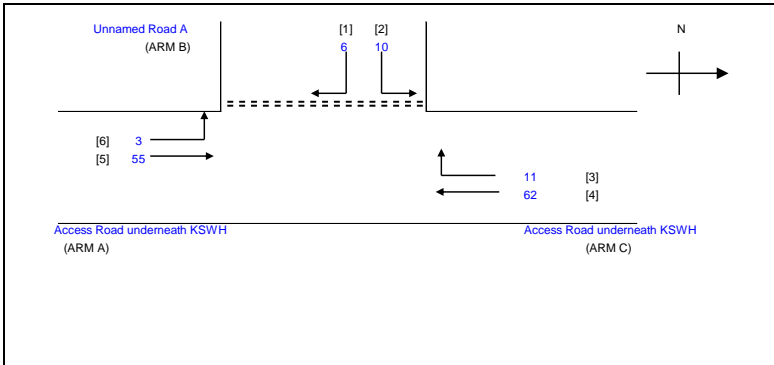 Unnamed Road A [1] [2] N
(ARM B) 6 10
[6] 3
[5] 55
11 [3]
62 [4]
Access Road underneath KSWH Access Road underneath KSWH
(ARM A) (ARM C)